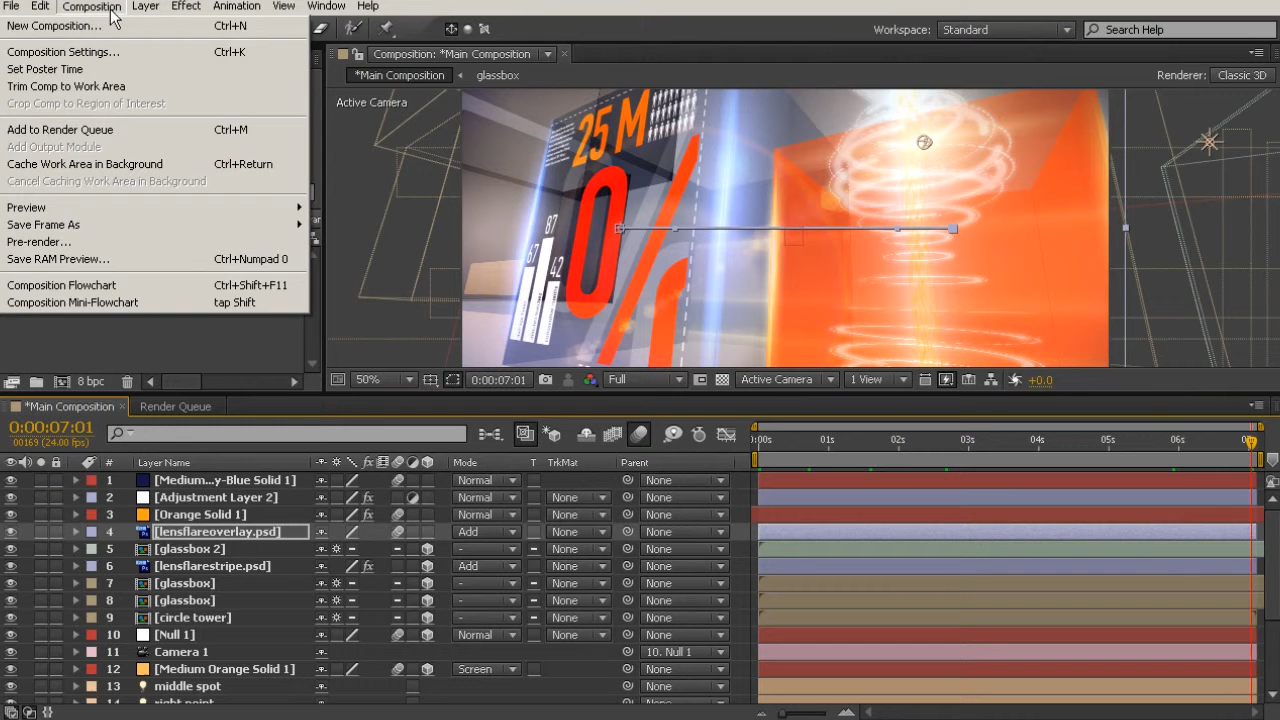 File Edit Composition Layer Effect Animation View Window Help
New Composition... Ctrl+N
Composition Settings... Ctrl+K
Set Poster Time
Trim Comp to Work Area
Crop Comp to Region of Interest
Add to Render Queue Ctrl+M
Add Output Module
Cache Work Area in Background Ctrl+Return
Cancel Caching Work Area in Background
Preview
Save Frame As
Pre-render...
Save RAM Preview... Ctrl+Numpad 0
Composition Flowchart Ctrl+Shift+F11
Composition Mini-Flowchart tap Shift
8 bpc
Workspace: Standard Search Help
Composition: *Main Composition
*Main Composition glassbox Renderer: Classic 3D
Active Camera
25 M
0%
87
67
42
50% 0:00:07:01 Full Active Camera 1 View +0.0
*Main Composition Render Queue
0:00:07:01
00169 (24.00 fps)
:00s 01s 02s 03s 04s 05s 06s
# Layer Name fx Mode T TrkMat Parent
1 [Medium...y-Blue Solid 1] Normal None
2 [Adjustment Layer 2] fx Normal None None
3 [Orange Solid 1] fx Normal None None
4 [lensflareoverlay.psd] Add None None
5 [glassbox 2] - None None
6 [lensflarestripe.psd] fx Add None None
7 [glassbox] - None None
8 [glassbox] - None None
9 [circle tower] - None None
10 [Null 1] Normal None None
11 Camera 1 10. Null 1
12 [Medium Orange Solid 1] Screen None None
13 middle spot None